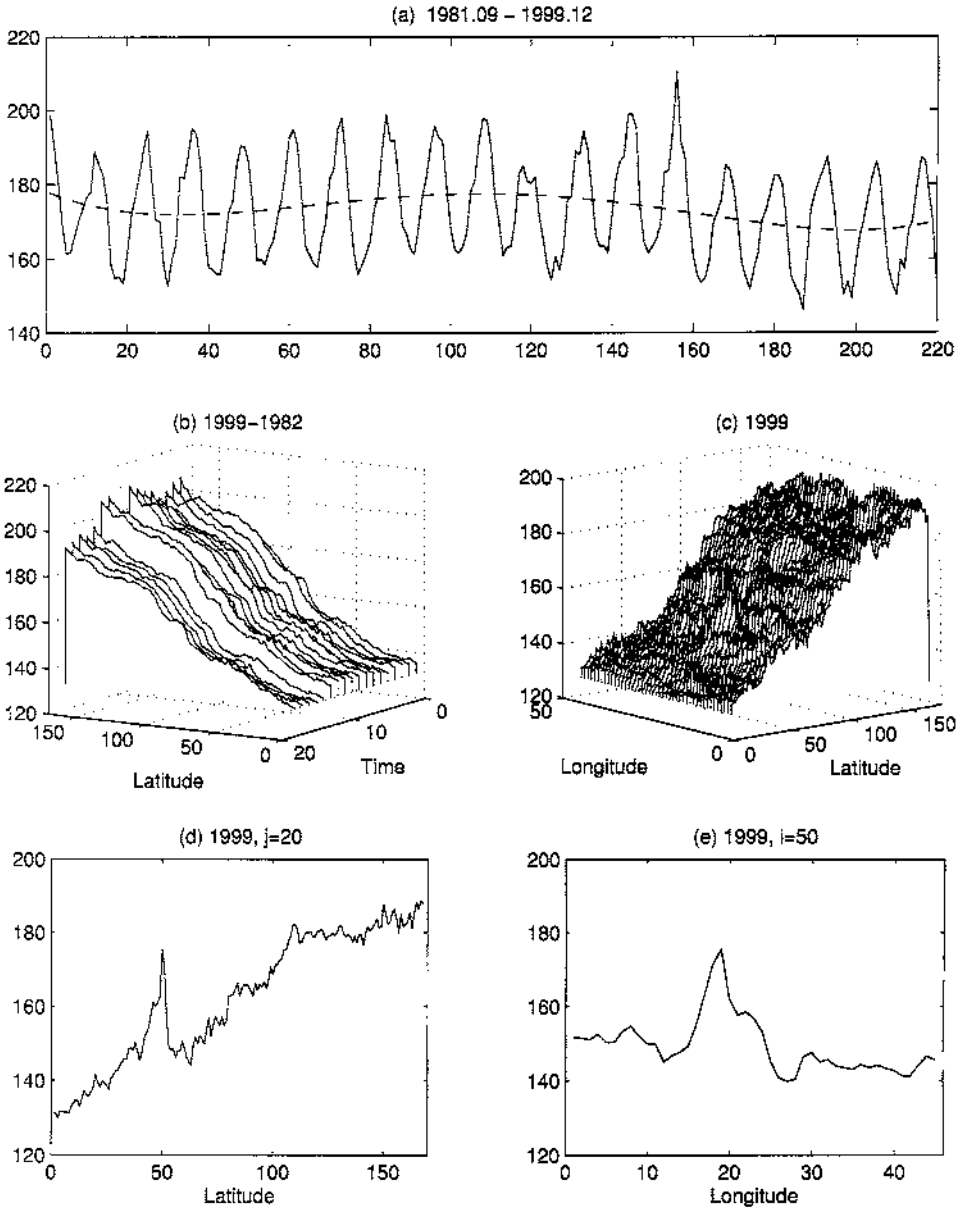 (a) 1981.09 – 1999.12
220
200
180
160
140
0 20 40 60 80 100 120 140 160 180 200 220
(b) 1999–1982
220
200
180
160
140
120
150 100 50 0 20 10 0
Latitude Time
(c) 1999
200
180
160
140
120
50 0 0 50 100 150
Longitude Latitude
(d) 1999, j=20
200
180
160
140
120
0 50 100 150
Latitude
(e) 1999, i=50
200
180
160
140
120
0 10 20 30 40
Longitude